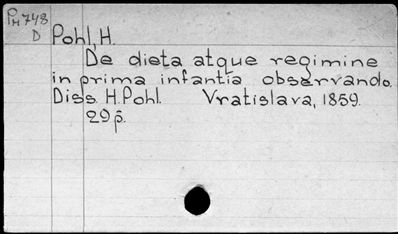 PH 748
D Pohl, H.
De dieta atque regimine
in prima infantia observando.
Diss. H. Pohl. Vratislava, 1859.
29 p.